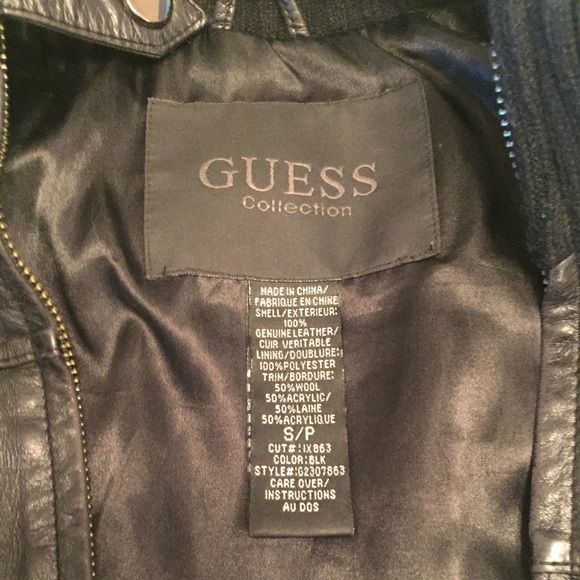 GUESS
Collection
MADE IN CHINA/
FABRIQUE EN CHINE
SHELL/EXTERIEUR:
100%
GENUINE LEATHER/
CUIR VERITABLE
LINING/DOUBLURE:
100%POLYESTER
TRIM/BORDURE:
50%WOOL
50%ACRYLIC/
50%LAINE
50%ACRYLIQUE
S/P
CUT#:IX863
COLOR:BLK
STYLE#:G2307863
CARE OVER/
INSTRUCTIONS
AU DOS